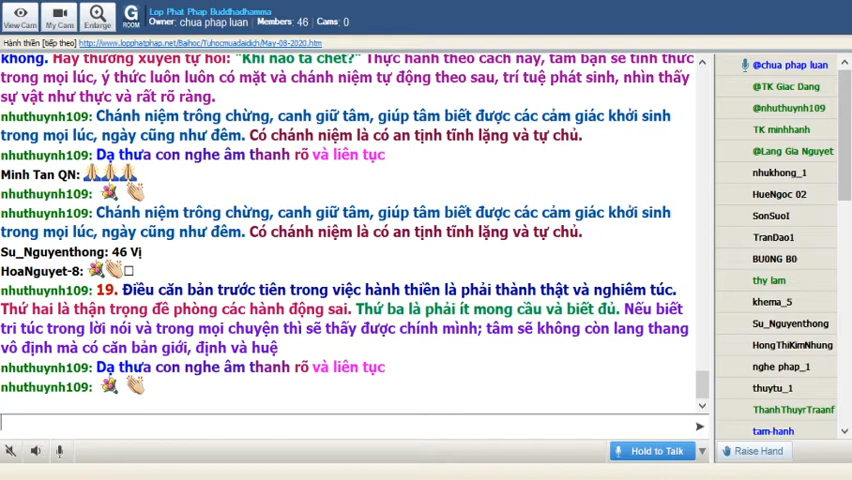 View Cam
My Cam
Enlarge
G
ROOM
Lop Phat Phap Buddhadhamma
Owner: chua phap luan Members: 46 Cams: 0
Hành thiền [tiếp theo] http://www.lopphatphap.net/Baihoc/Tuhocmuadaidich/May-08-2020.htm
không. Hãy thường xuyên tự hỏi: "Khi nào ta chết?" Thực hành theo cách này, tâm bạn sẽ tỉnh thức
trong mọi lúc, ý thức luôn luôn có mặt và chánh niệm tự động theo sau, trí tuệ phát sinh, nhìn thấy
sự vật như thực và rất rõ ràng.
nhuthuynh109: Chánh niệm trông chừng, canh giữ tâm, giúp tâm biết được các cảm giác khởi sinh
trong mọi lúc, ngày cũng như đêm. Có chánh niệm là có an tịnh tĩnh lặng và tự chủ.
nhuthuynh109: Dạ thưa con nghe âm thanh rõ và liên tục
Minh Tan QN: 🙏🙏🙏
nhuthuynh109: 💐 👏
nhuthuynh109: Chánh niệm trông chừng, canh giữ tâm, giúp tâm biết được các cảm giác khởi sinh
trong mọi lúc, ngày cũng như đêm. Có chánh niệm là có an tịnh tĩnh lặng và tự chủ.
Su_Nguyenthong: 46 Vị
HoaNguyet-8: 💐👏□
nhuthuynh109: 19. Điều căn bản trước tiên trong việc hành thiền là phải thành thật và nghiêm túc.
Thứ hai là thận trọng đề phòng các hành động sai. Thứ ba là phải ít mong cầu và biết đủ. Nếu biết
tri túc trong lời nói và trong mọi chuyện thì sẽ thấy được chính mình; tâm sẽ không còn lang thang
vô định mà có căn bản giới, định và huệ
nhuthuynh109: Dạ thưa con nghe âm thanh rõ và liên tục
nhuthuynh109: 💐 👏
Hold to Talk
@chua phap luan
@TK Giac Dang
@nhuthuynh109
TK minhhanh
@Lang Gia Nguyet
nhukhong_1
HueNgoc 02
SonSuoI
TranDao1
BU0NG B0
thy lam
khema_5
Su_Nguyenthong
HongThiKimNhung
nghe phap_1
thuytu_1
ThanhThuyrTraanf
tam-hanh
Raise Hand